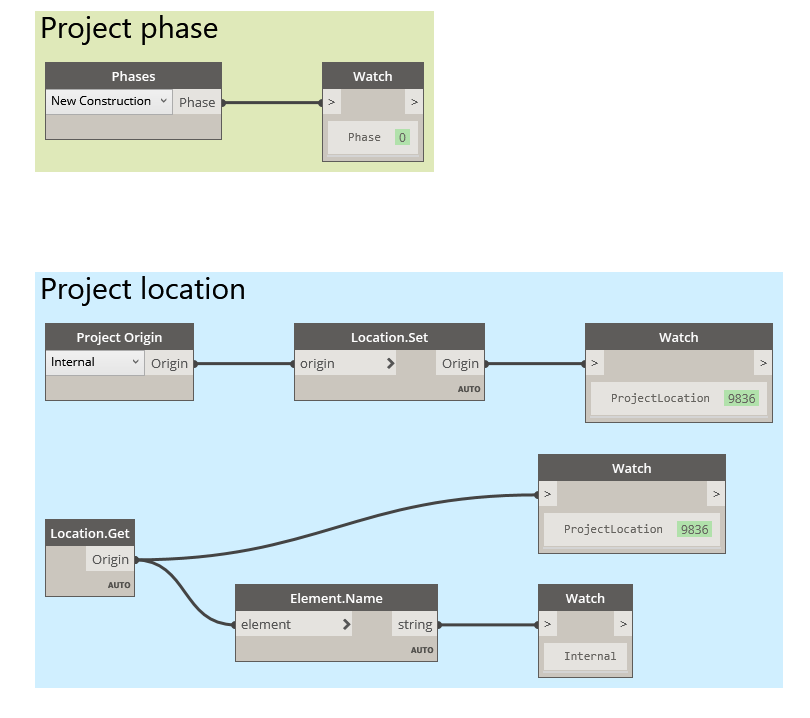 Project phase
Phases
New Construction
Phase
Watch
>
>
Phase 0
Project location
Project Origin
Internal
Origin
Location.Set
origin
Origin
AUTO
Watch
>
>
ProjectLocation 9836
Watch
>
>
ProjectLocation 9836
Location.Get
Origin
AUTO
Element.Name
element
string
AUTO
Watch
>
>
Internal